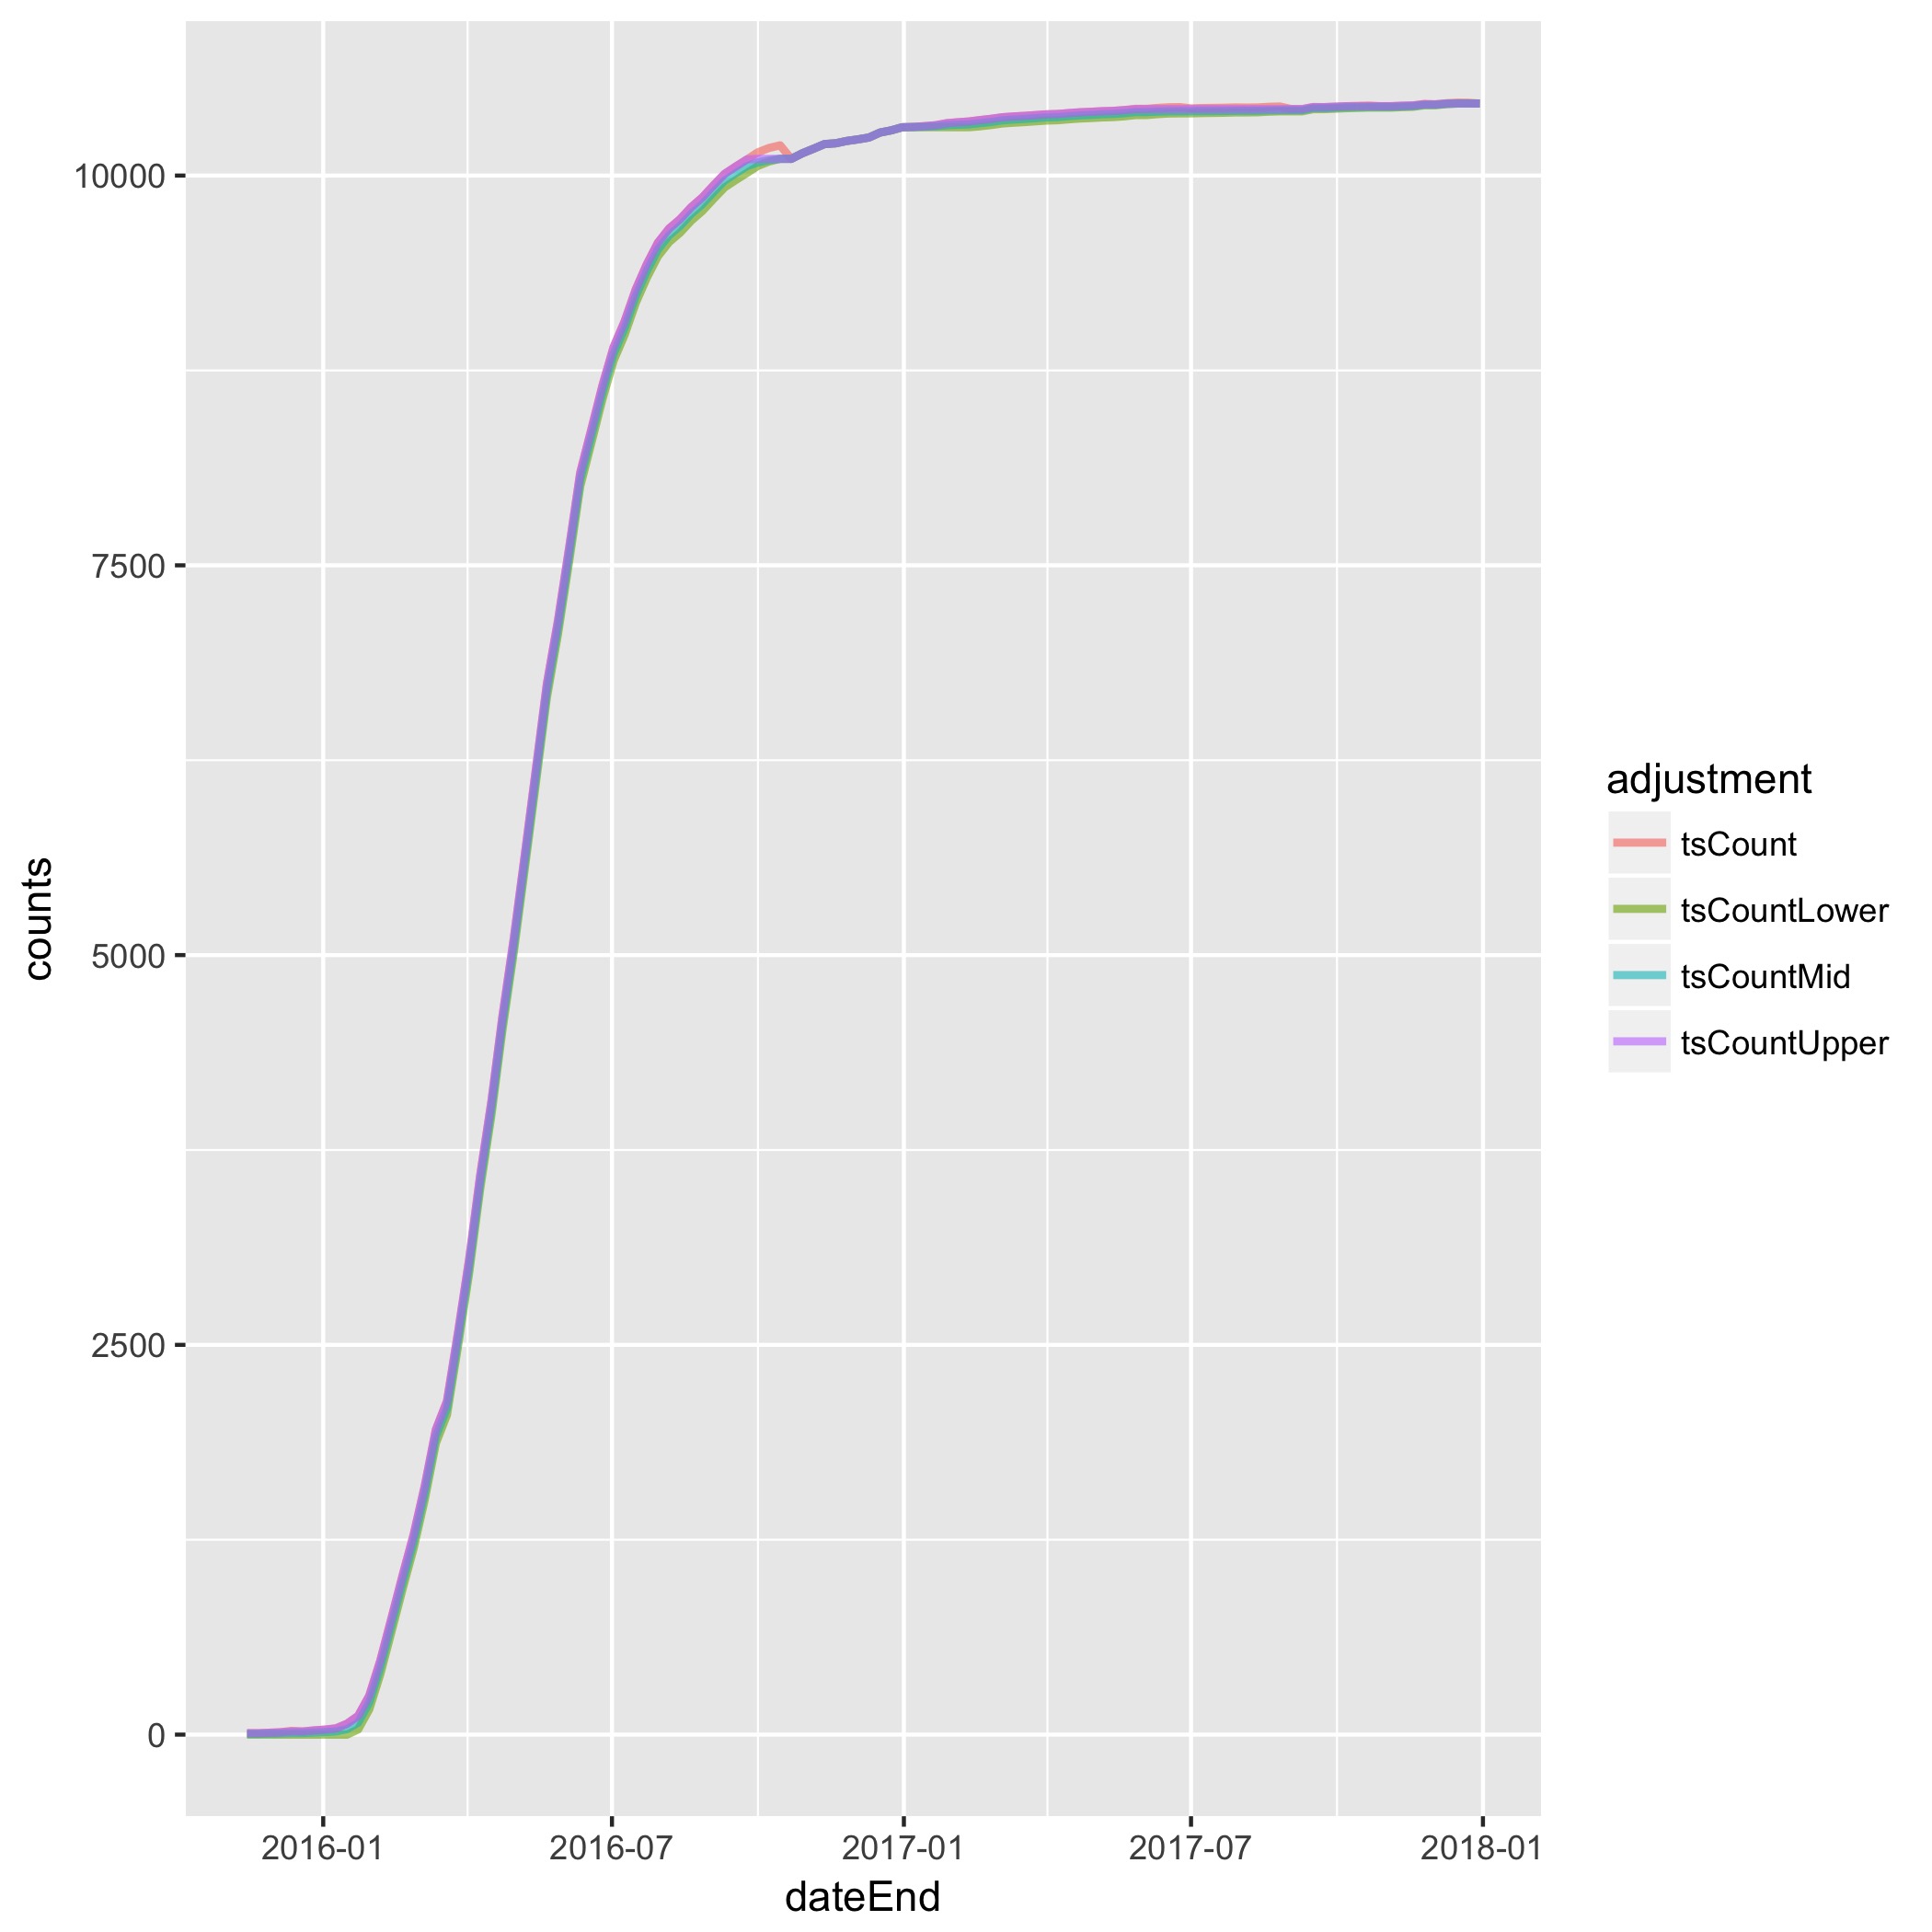 counts
10000
7500
5000
2500
0
2016-01
2016-07
2017-01
2017-07
2018-01
dateEnd
adjustment
tsCount
tsCountLower
tsCountMid
tsCountUpper